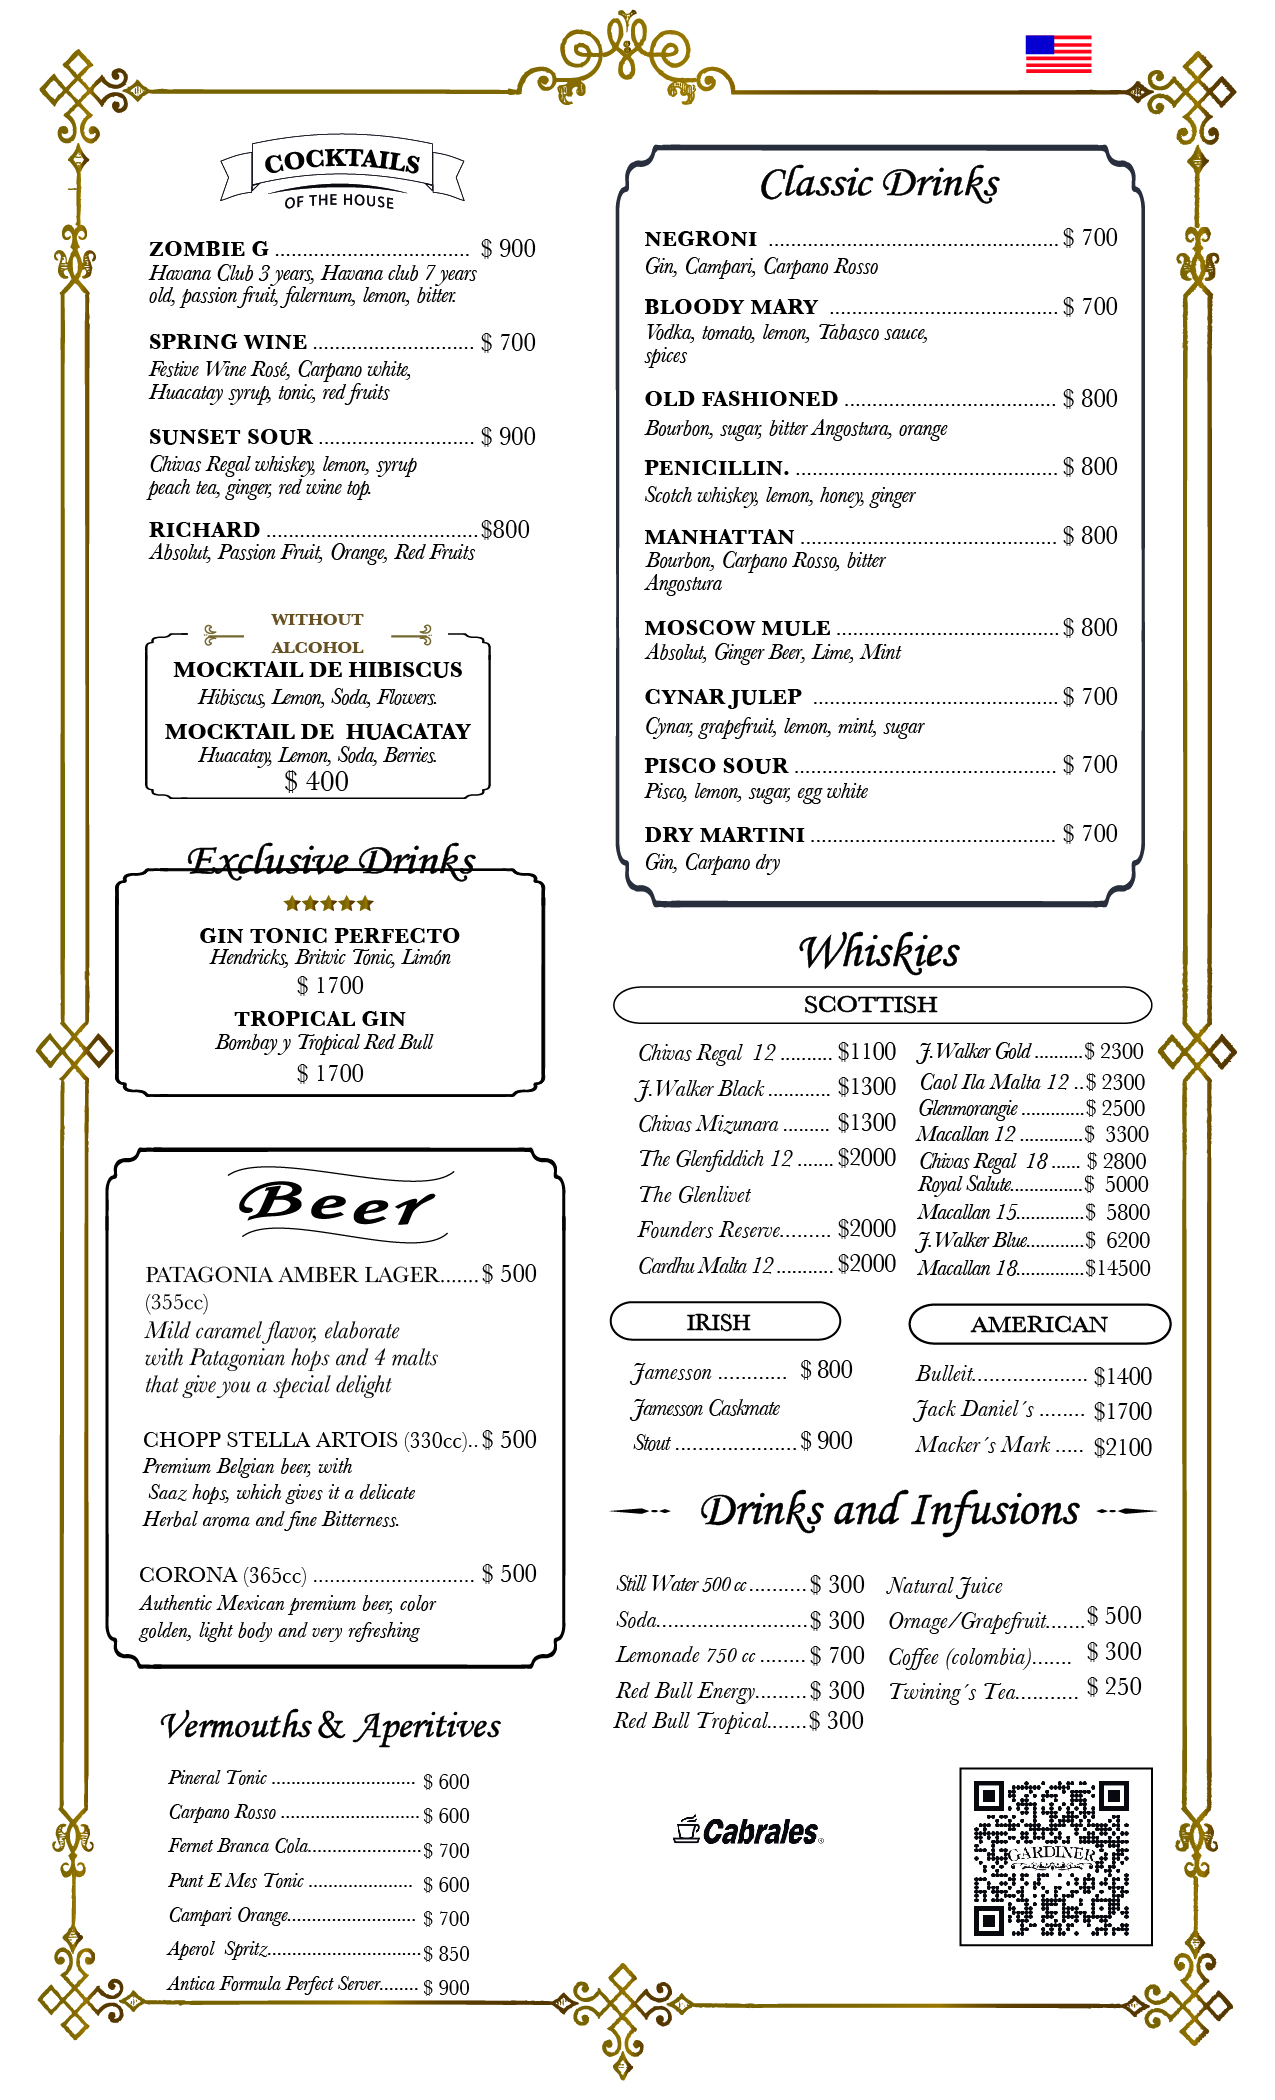 COCKTAILS
OF THE HOUSE
ZOMBIE G ................................... $ 900
Havana Club 3 years, Havana club 7 years
old, passion fruit, falernum, lemon, bitter.
SPRING WINE ............................. $ 700
Festive Wine Rosé, Carpano white,
Huacatay syrup, tonic, red fruits
SUNSET SOUR ............................ $ 900
Chivas Regal whiskey, lemon, syrup
peach tea, ginger, red wine top.
RICHARD ......................................$800
Absolut, Passion Fruit, Orange, Red Fruits
WITHOUT
ALCOHOL
MOCKTAIL DE HIBISCUS
Hibiscus, Lemon, Soda, Flowers.
MOCKTAIL DE HUACATAY
Huacatay, Lemon, Soda, Berries.
$ 400
Exclusive Drinks
GIN TONIC PERFECTO
Hendricks, Britvic Tonic, Limón
$ 1700
TROPICAL GIN
Bombay y Tropical Red Bull
$ 1700
Beer
PATAGONIA AMBER LAGER.......$ 500
(355cc)
Mild caramel flavor, elaborate
with Patagonian hops and 4 malts
that give you a special delight
CHOPP STELLA ARTOIS (330cc)..$ 500
Premium Belgian beer, with
Saaz hops, which gives it a delicate
Herbal aroma and fine Bitterness.
CORONA (365cc) ............................. $ 500
Authentic Mexican premium beer, color
golden, light body and very refreshing
Vermouths & Aperitives
Pineral Tonic ............................ $ 600
Carpano Rosso ...........................$ 600
Fernet Branca Cola......................$ 700
Punt E Mes Tonic .................... $ 600
Campari Orange......................... $ 700
Aperol Spritz..............................$ 850
Antica Formula Perfect Server........ $ 900
Classic Drinks
NEGRONI ....................................................$ 700
Gin, Campari, Carpano Rosso
BLOODY MARY .........................................$ 700
Vodka, tomato, lemon, Tabasco sauce,
spices
OLD FASHIONED ...................................... $ 800
Bourbon, sugar, bitter Angostura, orange
PENICILLIN. ...............................................$ 800
Scotch whiskey, lemon, honey, ginger
MANHATTAN .............................................. $ 800
Bourbon, Carpano Rosso, bitter
Angostura
MOSCOW MULE ........................................$ 800
Absolut, Ginger Beer, Lime, Mint
CYNAR JULEP ............................................$ 700
Cynar, grapefruit, lemon, mint, sugar
PISCO SOUR ............................................... $ 700
Pisco, lemon, sugar, egg white
DRY MARTINI ............................................ $ 700
Gin, Carpano dry
Whiskies
SCOTTISH
Chivas Regal 12 .......... $1100
J.Walker Black ............ $1300
Chivas Mizunara ......... $1300
The Glenfiddich 12 .......$2000
The Glenlivet
Founders Reserve......... $2000
Cardhu Malta 12 ...........$2000
J.Walker Gold ..........$ 2300
Caol Ila Malta 12 ..$ 2300
Glenmorangie .............$ 2500
Macallan 12 .............$ 3300
Chivas Regal 18 ...... $ 2800
Royal Salute...............$ 5000
Macallan 15..............$ 5800
J.Walker Blue............$ 6200
Macallan 18..............$14500
IRISH
Jamesson ............ $ 800
Jamesson Caskmate
Stout ......................$ 900
AMERICAN
Bulleit..................... $1400
Jack Daniel´s ........ $1700
Macker´s Mark ..... $2100
Drinks and Infusions
Still Water 500 cc..........$ 300
Soda...........................$ 300
Lemonade 750 cc ........$ 700
Red Bull Energy.........$ 300
Red Bull Tropical.......$ 300
Natural Juice
Ornage/Grapefruit.......$ 500
Coffee (colombia)....... $ 300
Twining´s Tea........... $ 250
Cabrales
GARDINER